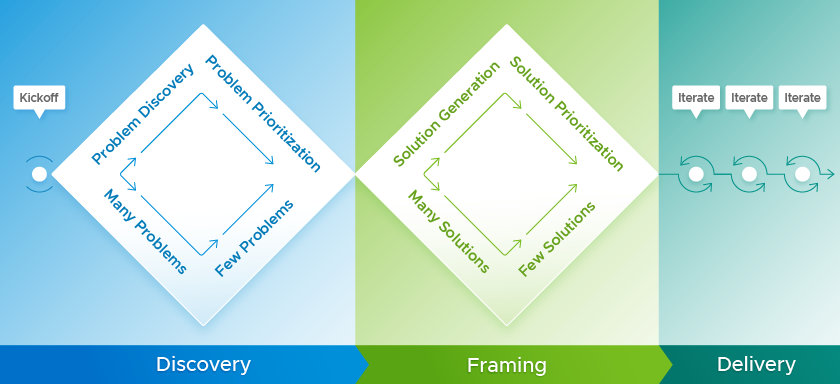 Kickoff
Problem Discovery
Problem Prioritization
Many Problems
Few Problems
Solution Generation
Solution Prioritization
Many Solutions
Few Solutions
Iterate
Iterate
Iterate
Discovery
Framing
Delivery